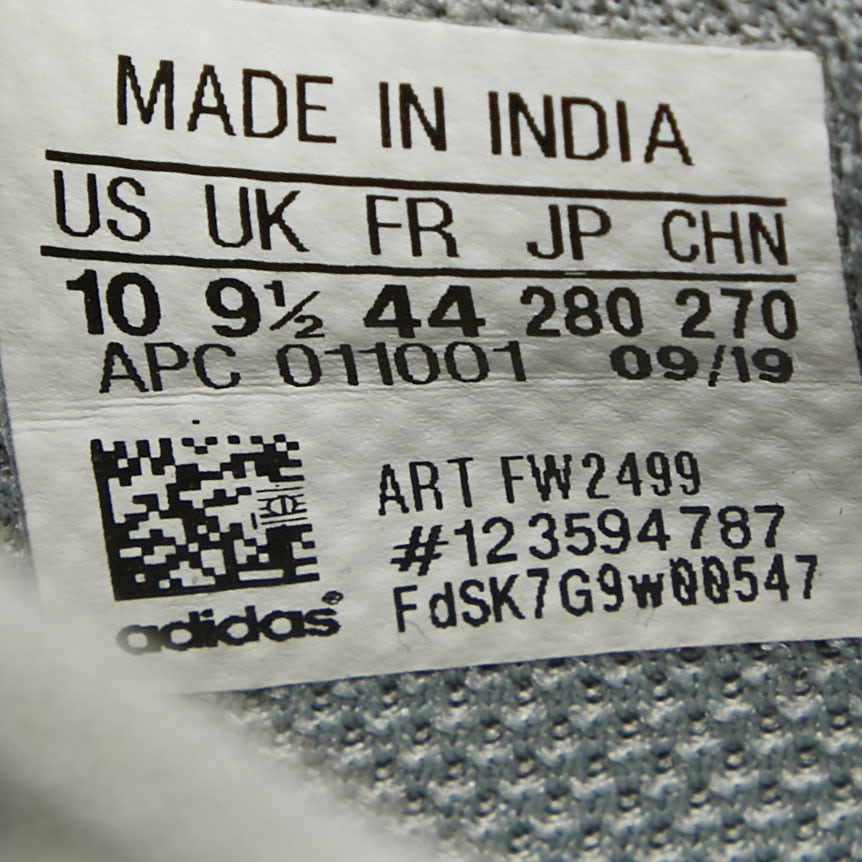 MADE IN INDIA
US UK FR JP CHN
10 9½ 44 280 270
APC 011001 09/19
ART FW2499
#123594787
FdSK7G9w00547
adidas®